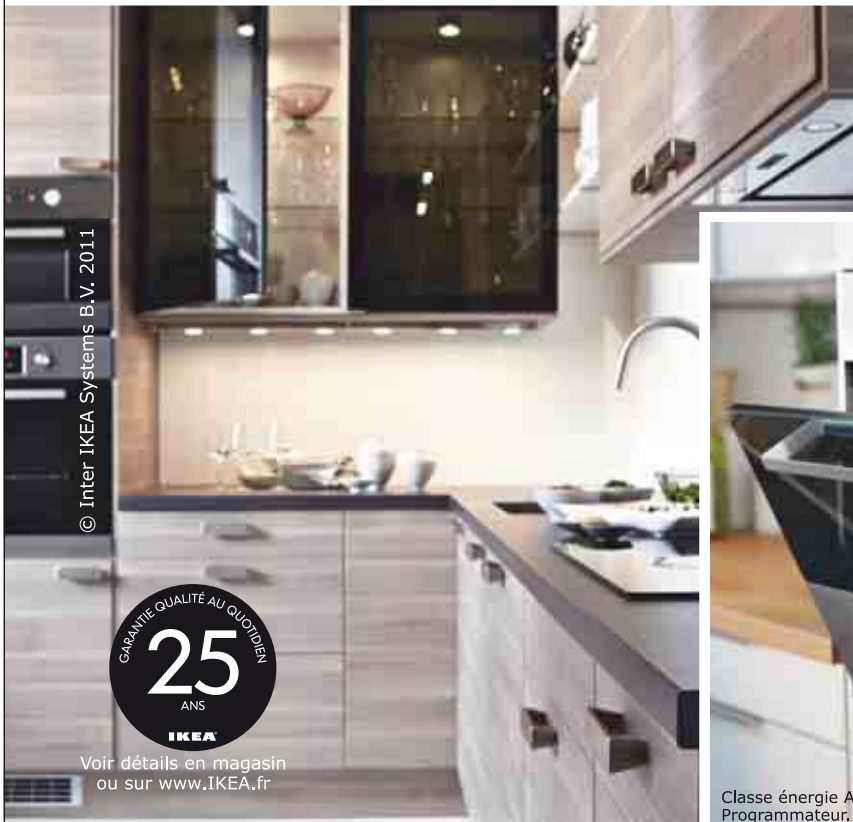 © Inter IKEA Systems B.V. 2011
GARANTIE QUALITÉ AU QUOTIDIEN
25
ANS
IKEA
Voir détails en magasin
ou sur www.IKEA.fr
Classe énergie A
Programmateur.